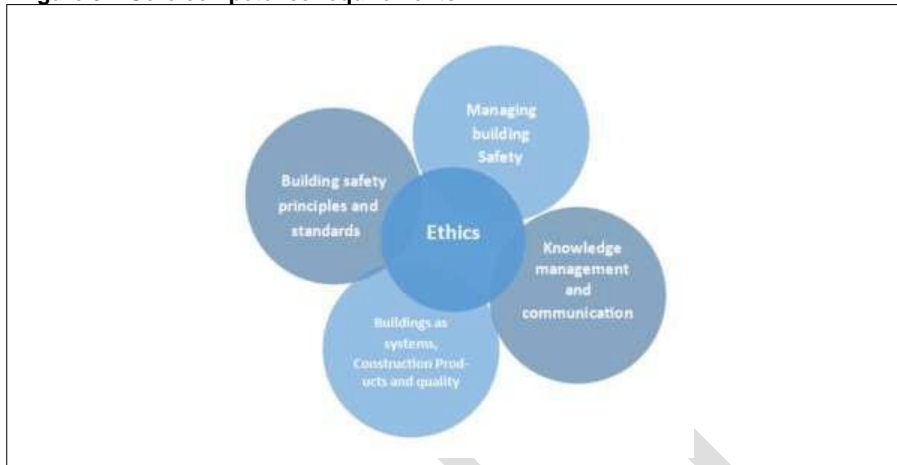 Managing
building
Safety
Building safety
principles and
standards
Ethics
Knowledge
management
and
communication
Buildings as
systems,
Construction Prod-
ucts and quality